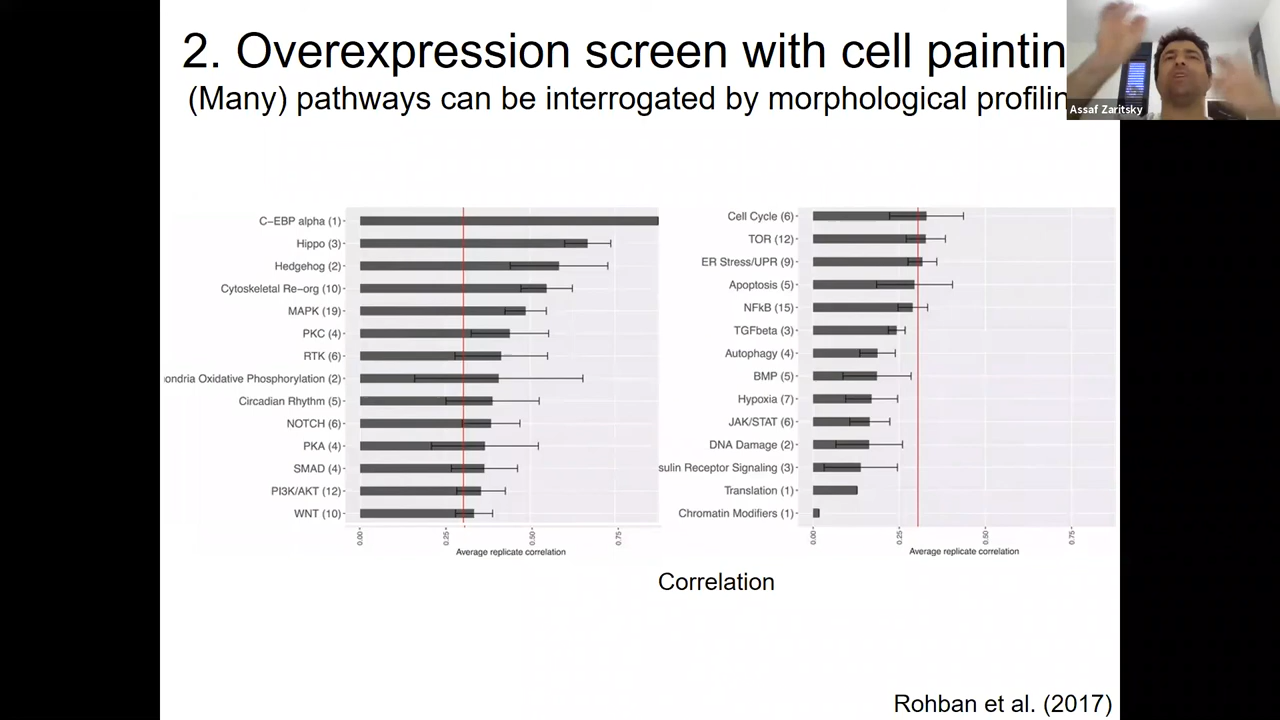 2. Overexpression screen with cell paintin
(Many) pathways can be interrogated by morphological profilin
Assaf Zaritsky
C-EBP alpha (1)
Hippo (3)
Hedgehog (2)
Cytoskeletal Re-org (10)
MAPK (19)
PKC (4)
RTK (6)
ondria Oxidative Phosphorylation (2)
Circadian Rhythm (5)
NOTCH (6)
PKA (4)
SMAD (4)
PI3K/AKT (12)
WNT (10)
0.00 0.25 0.50 0.75
Average replicate correlation
Cell Cycle (6)
TOR (12)
ER Stress/UPR (9)
Apoptosis (5)
NFkB (15)
TGFbeta (3)
Autophagy (4)
BMP (5)
Hypoxia (7)
JAK/STAT (6)
DNA Damage (2)
sulin Receptor Signaling (3)
Translation (1)
Chromatin Modifiers (1)
0.00 0.25 0.50 0.75
Average replicate correlation
Correlation
Rohban et al. (2017)